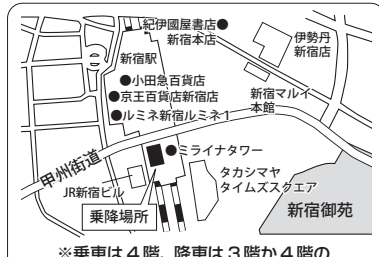 紀伊國屋書店●
新宿本店
伊勢丹
新宿店
新宿駅
●小田急百貨店
●京王百貨店新宿店
●ルミネ新宿ルミネ1
新宿マルイ
本館
甲州街道
●ミライナタワー
タカシマヤ
タイムズスクエア
JR新宿ビル
乗降場所
新宿御苑
※乗車は4階、降車は3階か4階の